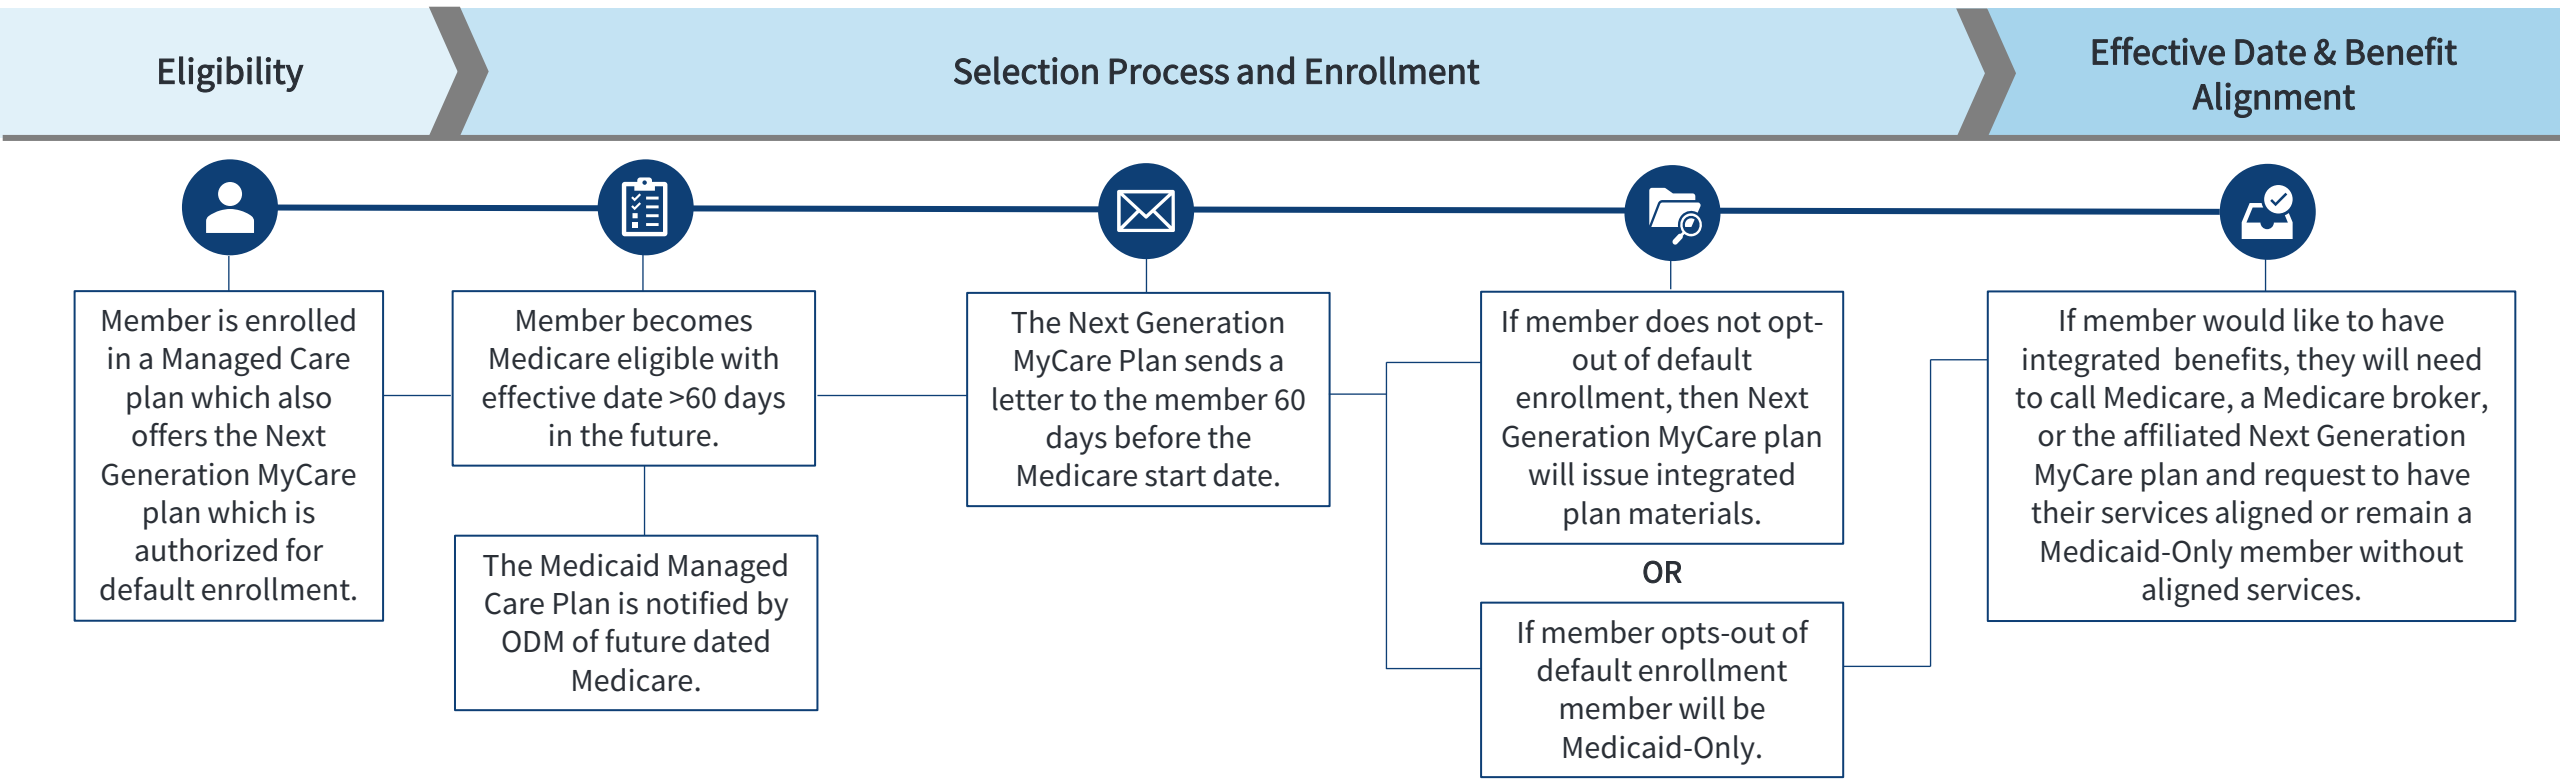 Eligibility
Selection Process and Enrollment
Effective Date & Benefit
Alignment
Member is enrolled
in a Managed Care
plan which also
offers the Next
Generation MyCare
plan which is
authorized for
default enrollment.
Member becomes
Medicare eligible with
effective date >60 days
in the future.
The Medicaid Managed
Care Plan is notified by
ODM of future dated
Medicare.
The Next Generation
MyCare Plan sends a
letter to the member 60
days before the
Medicare start date.
If member does not opt-
out of default
enrollment, then Next
Generation MyCare plan
will issue integrated
plan materials.
OR
If member opts-out of
default enrollment
member will be
Medicaid-Only.
If member would like to have
integrated benefits, they will need
to call Medicare, a Medicare broker,
or the affiliated Next Generation
MyCare plan and request to have
their services aligned or remain a
Medicaid-Only member without
aligned services.